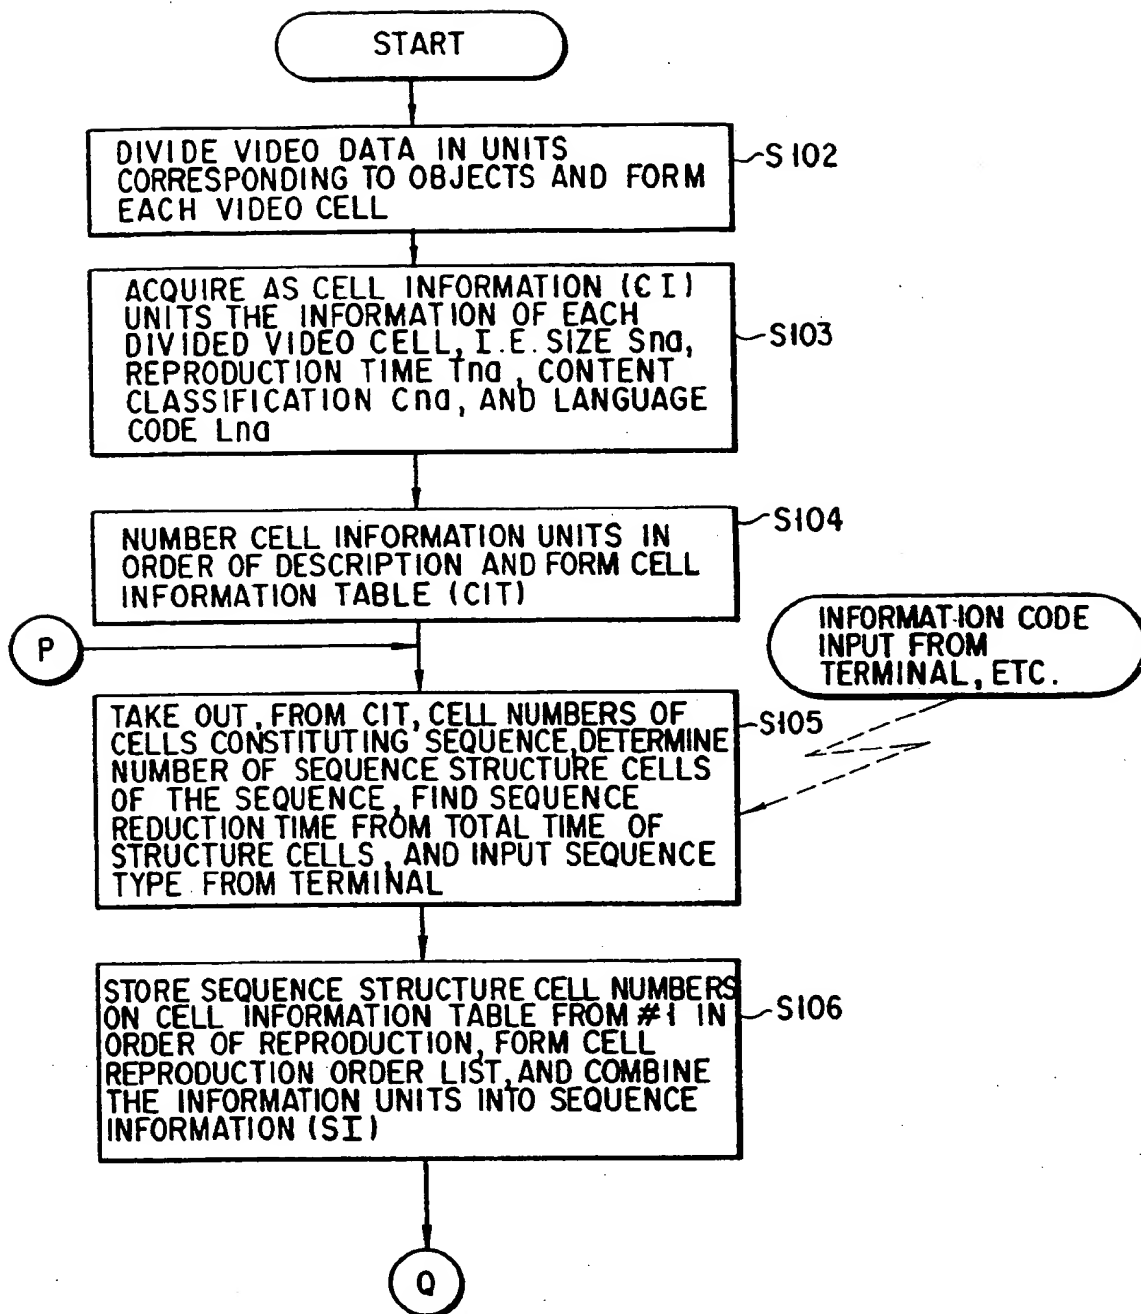 START
DIVIDE VIDEO DATA IN UNITS
CORRESPONDING TO OBJECTS AND FORM
EACH VIDEO CELL
S102
ACQUIRE AS CELL INFORMATION (CI)
UNITS THE INFORMATION OF EACH
DIVIDED VIDEO CELL, I.E. SIZE Sna,
REPRODUCTION TIME Tna, CONTENT
CLASSIFICATION Cna, AND LANGUAGE
CODE Lna
S103
NUMBER CELL INFORMATION UNITS IN
ORDER OF DESCRIPTION AND FORM CELL
INFORMATION TABLE (CIT)
S104
P
INFORMATION CODE
INPUT FROM
TERMINAL, ETC.
TAKE OUT, FROM CIT, CELL NUMBERS OF
CELLS CONSTITUTING SEQUENCE, DETERMINE
NUMBER OF SEQUENCE STRUCTURE CELLS
OF THE SEQUENCE, FIND SEQUENCE
REDUCTION TIME FROM TOTAL TIME OF
STRUCTURE CELLS, AND INPUT SEQUENCE
TYPE FROM TERMINAL
S105
STORE SEQUENCE STRUCTURE CELL NUMBERS
ON CELL INFORMATION TABLE FROM #1 IN
ORDER OF REPRODUCTION, FORM CELL
REPRODUCTION ORDER LIST, AND COMBINE
THE INFORMATION UNITS INTO SEQUENCE
INFORMATION (SI)
S106
Q